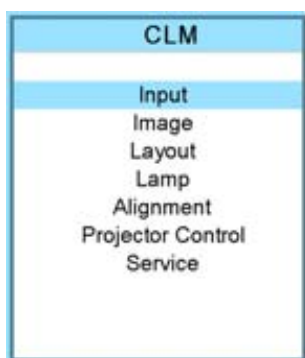 CLM
Input
Image
Layout
Lamp
Alignment
Projector Control
Service